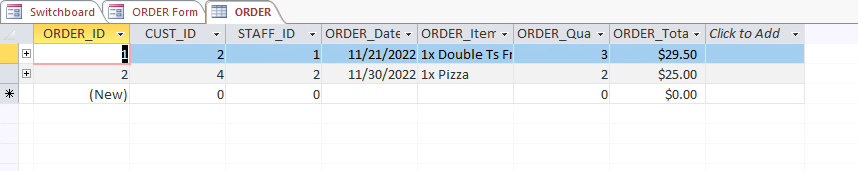 Switchboard ORDER Form ORDER
ORDER_ID CUST_ID STAFF_ID ORDER_Date ORDER_Item ORDER_Qua ORDER_Tota Click to Add
1 2 1 11/21/2022 1x Double Ts Fr 3 $29.50
2 4 2 11/30/2022 1x Pizza 2 $25.00
(New) 0 0 0 $0.00